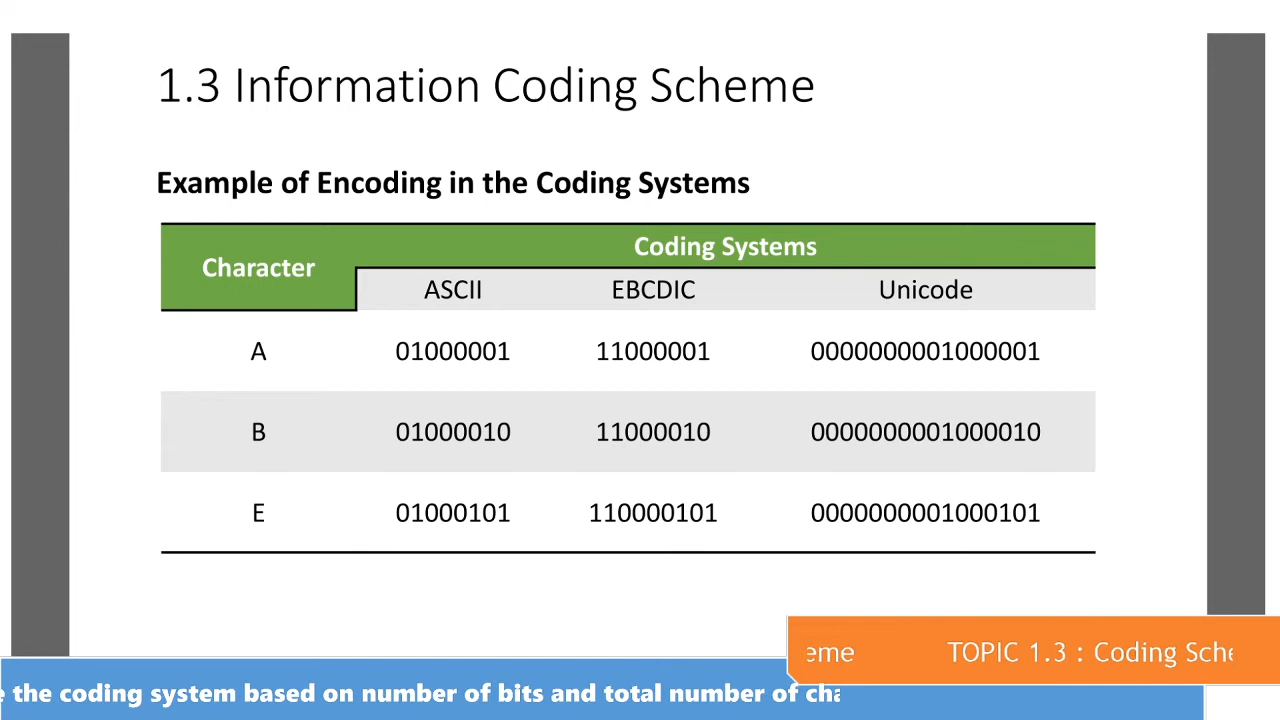 1.3 Information Coding Scheme
Example of Encoding in the Coding Systems
Character
Coding Systems
ASCII EBCDIC Unicode
A 01000001 11000001 0000000001000001
B 01000010 11000010 0000000001000010
E 01000101 110000101 0000000001000101
eme TOPIC 1.3 : Coding Sche
e the coding system based on number of bits and total number of cha